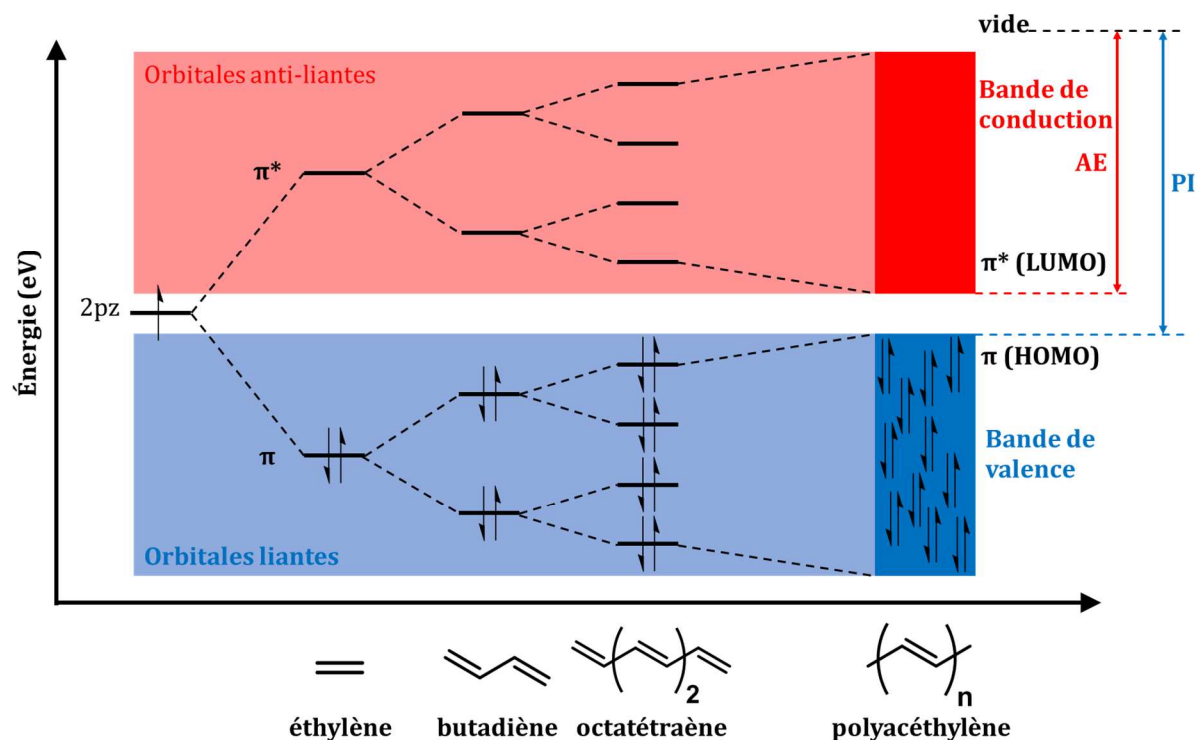 vide
Orbitales anti-liantes
Bande de
conduction
AE
PI
π*
π* (LUMO)
2pz
π (HOMO)
π
Bande de
valence
Orbitales liantes
Énergie (eV)
2
n
éthylène
butadiène
octatétraène
polyacéthylène